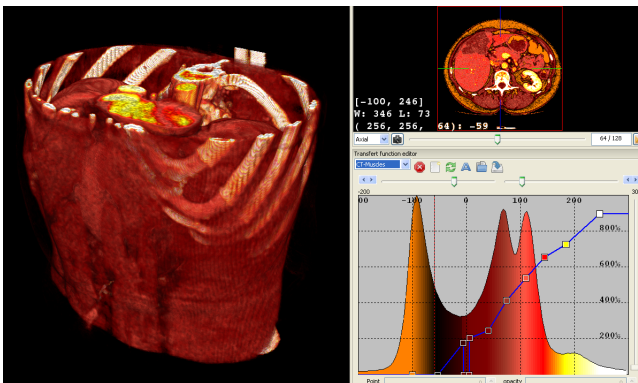 [-100, 246]
W: 346 L: 73
( 256, 256, 64): -59
Axial
64 / 128
Transfert function editor
CT-Muscles
-200
-100 0 100 200
800%
600%
400%
200%
Point
opacity